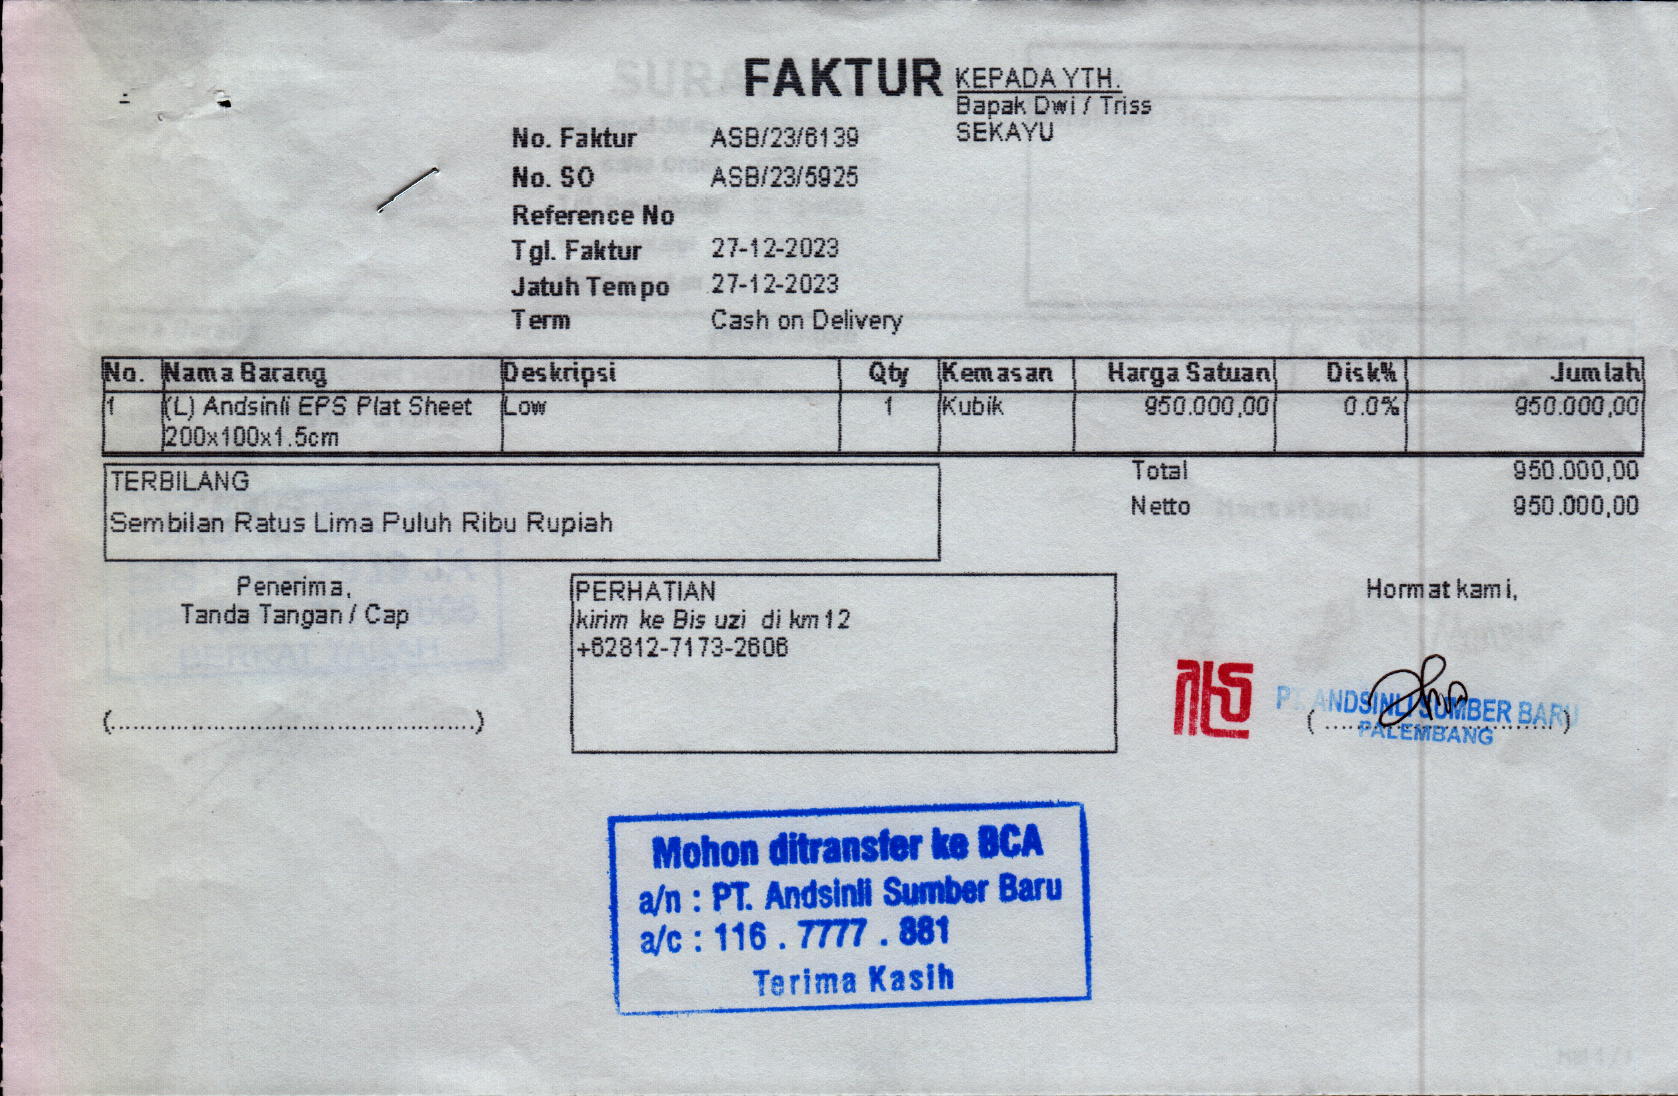 FAKTUR
KEPADA YTH.
Bapak Dwi / Triss
SEKAYU
No. Faktur ASB/23/6139
No. SO ASB/23/5925
Reference No
Tgl. Faktur 27-12-2023
Jatuh Tempo 27-12-2023
Term Cash on Delivery
No. Nama Barang Deskripsi Qty Kemasan Harga Satuan Disk% Jumlah
1 (L) Andsinli EPS Plat Sheet Low 1 Kubik 950.000,00 0.0% 950.000,00
200x100x1.5cm
Total 950.000,00
Netto 950.000,00
TERBILANG
Sembilan Ratus Lima Puluh Ribu Rupiah
Penerima,
Tanda Tangan / Cap
(....................................................)
PERHATIAN
kirim ke Bis uzi di km12
+62812-7173-2606
Hormat kami,
PT. ANDSINLI SUMBER BARU
PALEMBANG
Mohon ditransfer ke BCA
a/n : PT. Andsinli Sumber Baru
a/c : 116 . 7777 . 881
Terima Kasih